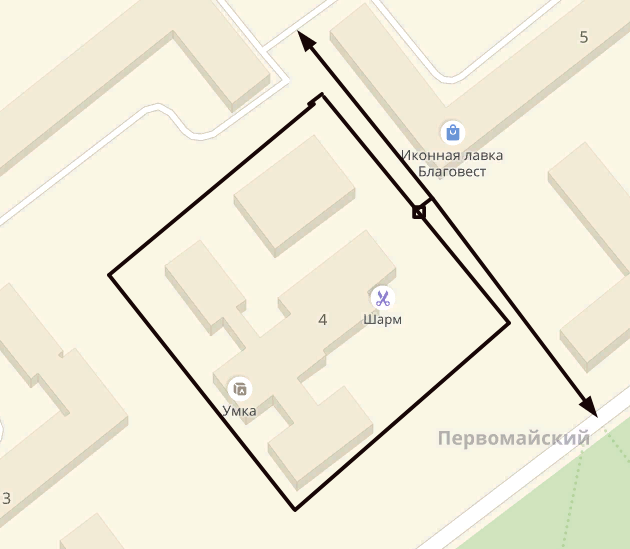 5
Иконная лавка
Благовест
4
Шарм
Умка
Первомайский
3